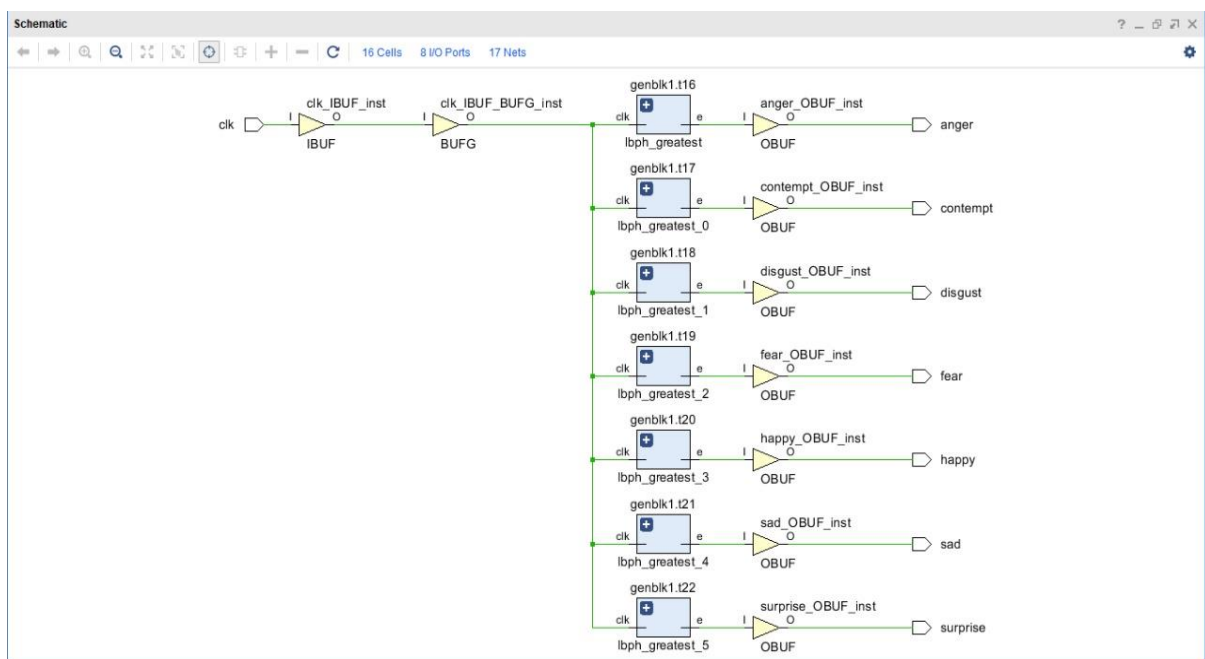 Schematic
? _
16 Cells 8 I/O Ports 17 Nets
clk clk_IBUF_inst I O IBUF clk_IBUF_BUFG_inst I O BUFG
genblk1.t16
clk e
lbph_greatest
anger_OBUF_inst
I O
OBUF
anger
genblk1.t17
clk e
lbph_greatest_0
contempt_OBUF_inst
I O
OBUF
contempt
genblk1.t18
clk e
lbph_greatest_1
disgust_OBUF_inst
I O
OBUF
disgust
genblk1.t19
clk e
lbph_greatest_2
fear_OBUF_inst
I O
OBUF
fear
genblk1.t20
clk e
lbph_greatest_3
happy_OBUF_inst
I O
OBUF
happy
genblk1.t21
clk e
lbph_greatest_4
sad_OBUF_inst
I O
OBUF
sad
genblk1.t22
clk e
lbph_greatest_5
surprise_OBUF_inst
I O
OBUF
surprise